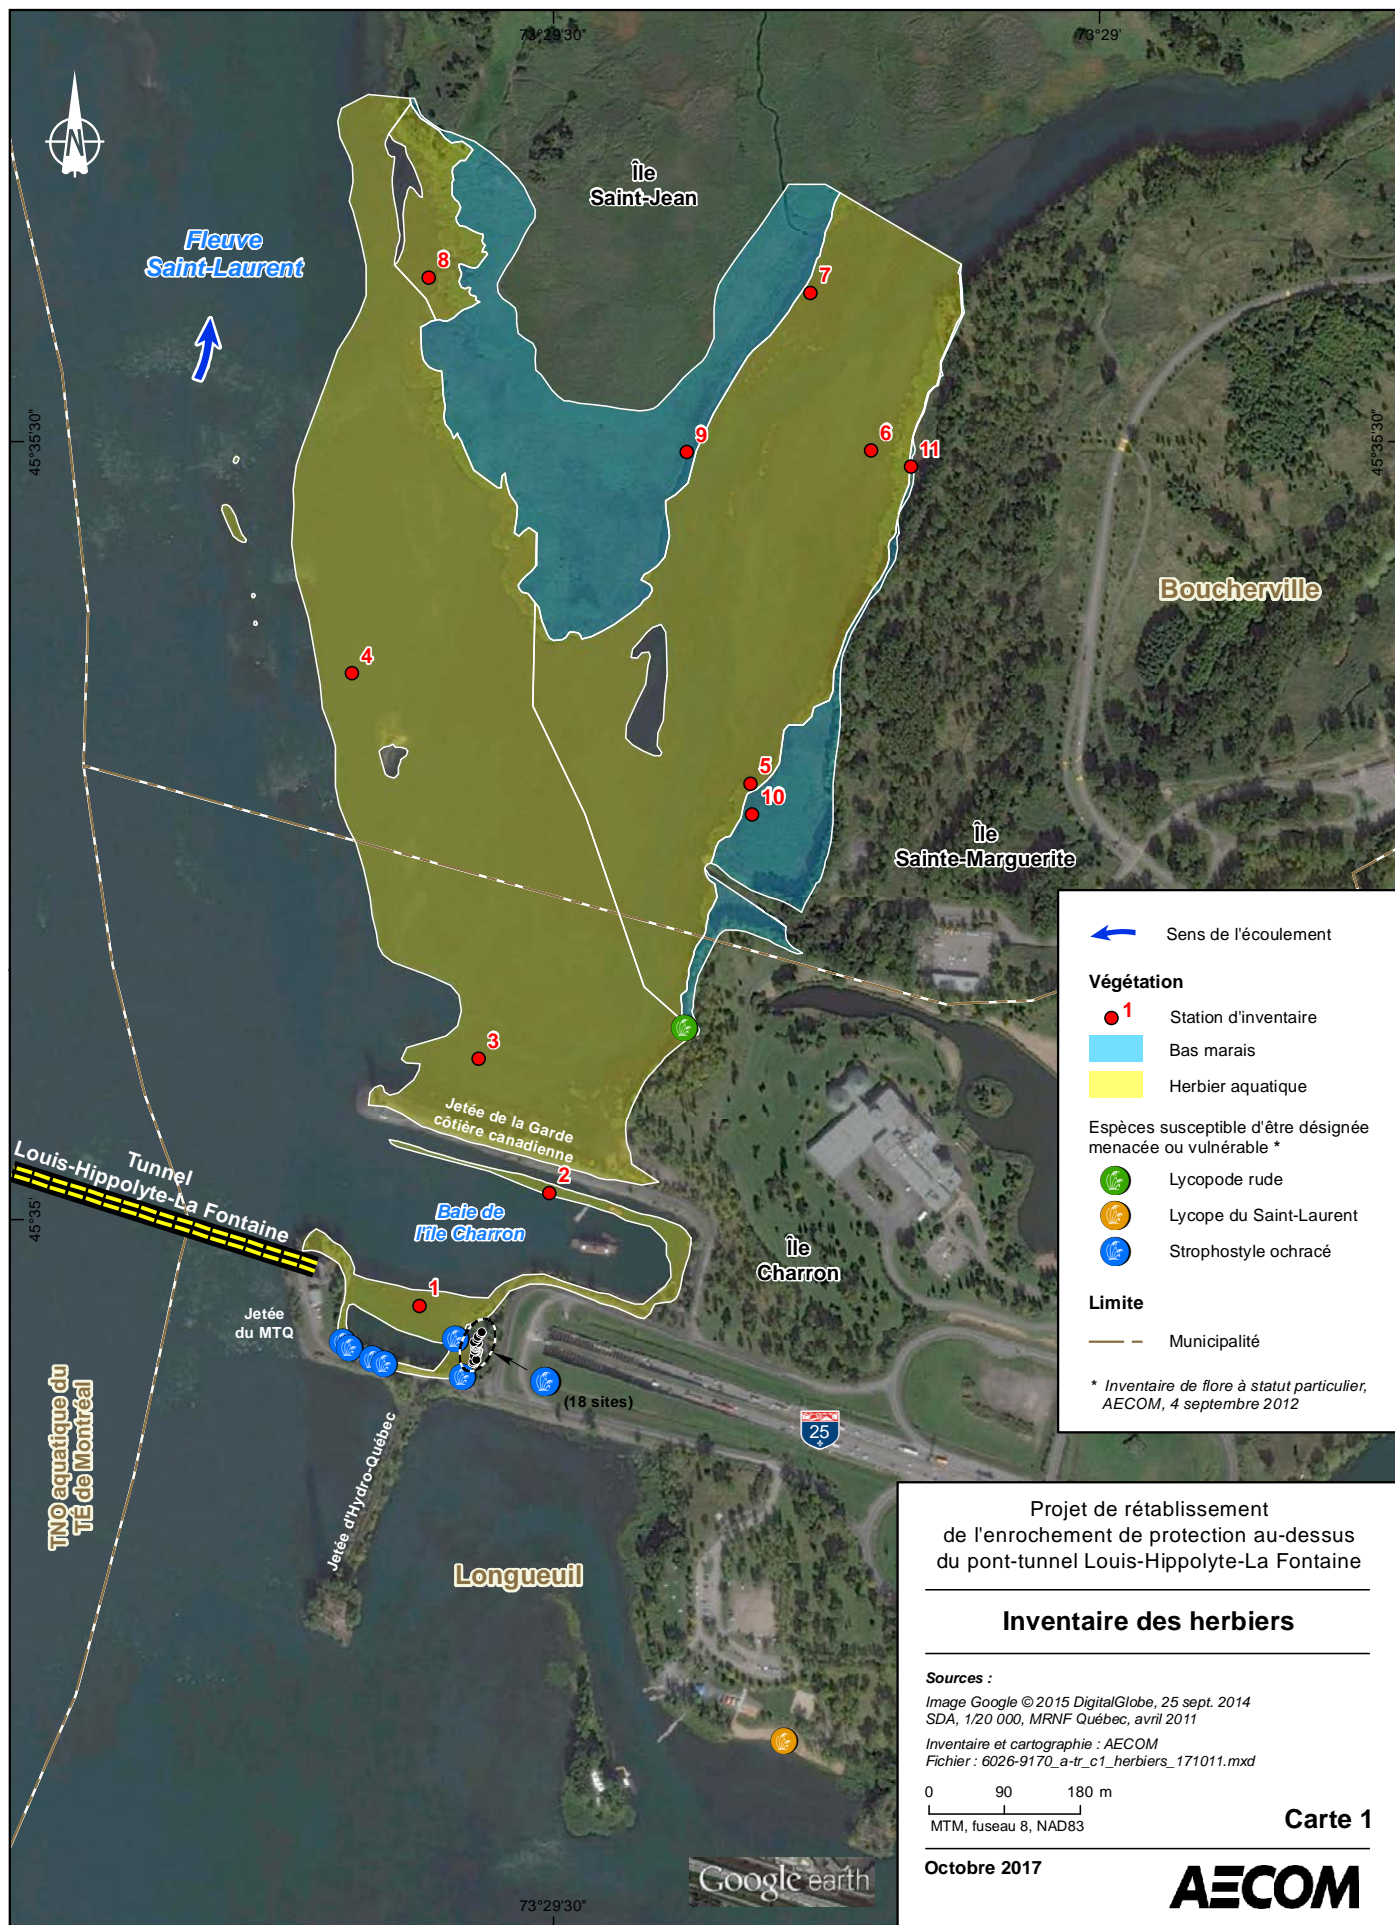 73°29'30"
73°29'
N
Île
Saint-Jean
Fleuve
Saint-Laurent
8
7
45°35'30"
45°35'30"
9
6
11
Boucherville
4
5
10
Île
Sainte-Marguerite
3
Jetée de la Garde
côtière canadienne
2
Tunnel
Louis-Hippolyte-La Fontaine
45°35'
Baie de
l'île Charron
Île
Charron
1
Jetée
du MTQ
(18 sites)
25
TNO aquatique du
TÉ de Montréal
Jetée d'Hydro-Québec
Longueuil
Sens de l'écoulement
Végétation
1 Station d'inventaire
Bas marais
Herbier aquatique
Espèces susceptible d'être désignée
menacée ou vulnérable *
Lycopode rude
Lycope du Saint-Laurent
Strophostyle ochracé
Limite
Municipalité
* Inventaire de flore à statut particulier,
AECOM, 4 septembre 2012
Projet de rétablissement
de l'enrochement de protection au-dessus
du pont-tunnel Louis-Hippolyte-La Fontaine
Inventaire des herbiers
Sources :
Image Google © 2015 DigitalGlobe, 25 sept. 2014
SDA, 1/20 000, MRNF Québec, avril 2011
Inventaire et cartographie : AECOM
Fichier : 6026-9170_a-tr_c1_herbiers_171011.mxd
0 90 180 m
MTM, fuseau 8, NAD83
Carte 1
Octobre 2017
AECOM
Google earth
73°29'30"